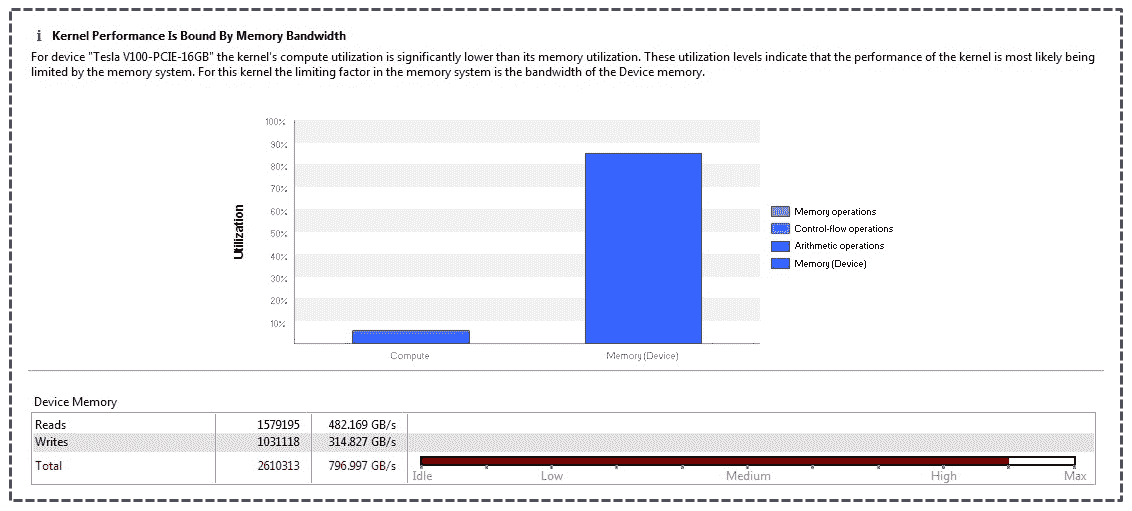 i Kernel Performance Is Bound By Memory Bandwidth
For device "Tesla V100-PCIE-16GB" the kernel's compute utilization is significantly lower than its memory utilization. These utilization levels indicate that the performance of the kernel is most likely being
limited by the memory system. For this kernel the limiting factor in the memory system is the bandwidth of the Device memory.
100%
90%
80%
70%
60%
50%
40%
30%
20%
10%
Utilization
Compute
Memory (Device)
Memory operations
Control-flow operations
Arithmetic operations
Memory (Device)
Device Memory
Reads 1579195 482.169 GB/s
Writes 1031118 314.827 GB/s
Total 2610313 796.997 GB/s
Idle Low Medium High Max